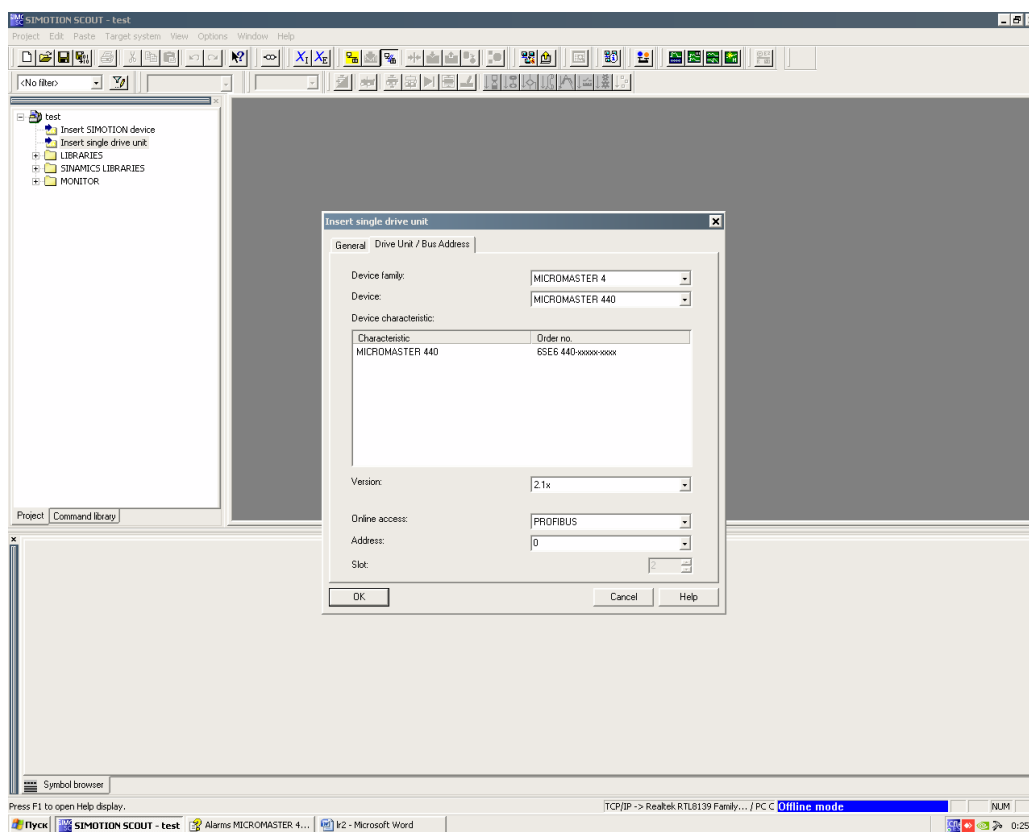 SIMOTION SCOUT - test
Project Edit Paste Target system View Options Window Help
<No filter>
test
Insert SIMOTION device
Insert single drive unit
LIBRARIES
SINAMICS LIBRARIES
MONITOR
Project Command library
Insert single drive unit
General Drive Unit / Bus Address
Device family: MICROMASTER 4
Device: MICROMASTER 440
Device characteristic:
Characteristic Order no.
MICROMASTER 440 6SE6 440-xxxxx-xxxx
Version: 2.1x
Online access: PROFIBUS
Address: 0
Slot: 2
OK Cancel Help
Symbol browser
Press F1 to open Help display. TCP/IP -> Realtek RTL8139 Family... / PC C Offline mode NUM
Пуск SIMOTION SCOUT - test Alarms MICROMASTER 4... lr2 - Microsoft Word 0:25